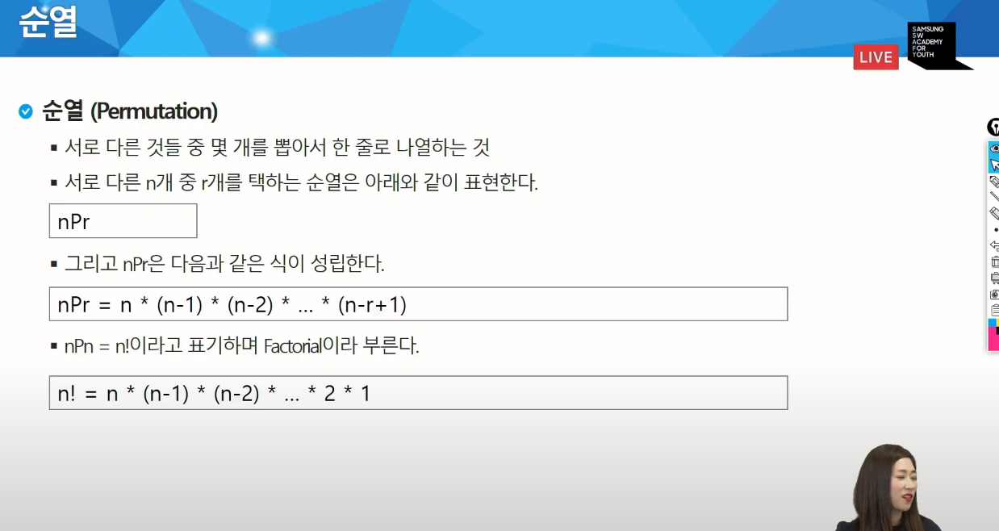 순열
SAMSUNG
SW
ACADEMY
FOR
YOUTH
LIVE
순열 (Permutation)
▪ 서로 다른 것들 중 몇 개를 뽑아서 한 줄로 나열하는 것
▪ 서로 다른 n개 중 r개를 택하는 순열은 아래와 같이 표현한다.
nPr
▪ 그리고 nPr은 다음과 같은 식이 성립한다.
nPr = n * (n-1) * (n-2) * … * (n-r+1)
▪ nPn = n!이라고 표기하며 Factorial이라 부른다.
n! = n * (n-1) * (n-2) * … * 2 * 1